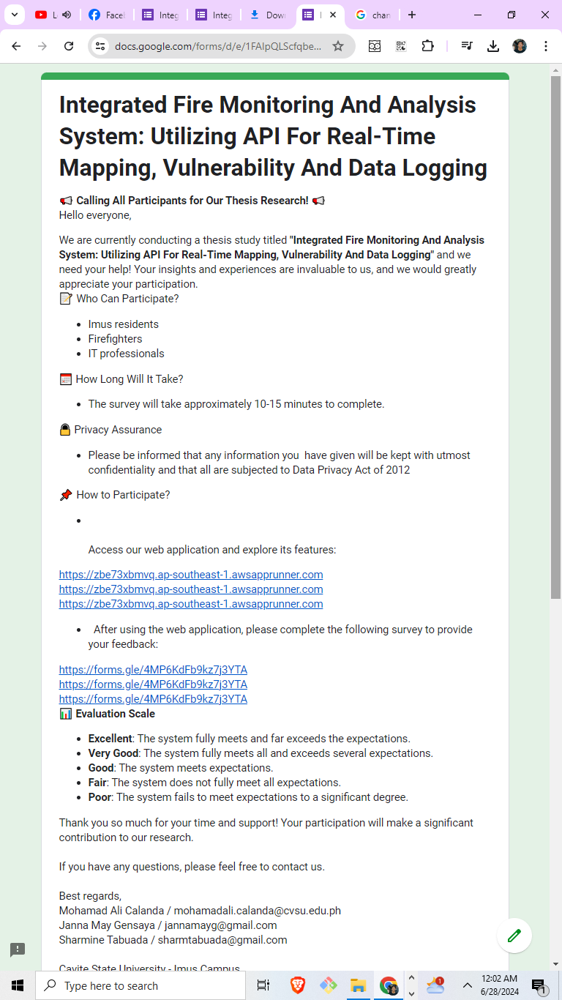 L
Facel
Integ
Integ
Dow
I
chan
docs.google.com/forms/d/e/1FAIpQLScfqbe...
Integrated Fire Monitoring And Analysis
System: Utilizing API For Real-Time
Mapping, Vulnerability And Data Logging
📢 Calling All Participants for Our Thesis Research! 📢
Hello everyone,
We are currently conducting a thesis study titled "Integrated Fire Monitoring And Analysis
System: Utilizing API For Real-Time Mapping, Vulnerability And Data Logging" and we
need your help! Your insights and experiences are invaluable to us, and we would greatly
appreciate your participation.
📝 Who Can Participate?
• Imus residents
• Firefighters
• IT professionals
📅 How Long Will It Take?
• The survey will take approximately 10-15 minutes to complete.
🔒 Privacy Assurance
• Please be informed that any information you  have given will be kept with utmost
confidentiality and that all are subjected to Data Privacy Act of 2012
📌 How to Participate?
•
Access our web application and explore its features:
https://zbe73xbmvq.ap-southeast-1.awsapprunner.com
https://zbe73xbmvq.ap-southeast-1.awsapprunner.com
https://zbe73xbmvq.ap-southeast-1.awsapprunner.com
• After using the web application, please complete the following survey to provide
your feedback:
https://forms.gle/4MP6KdFb9kz7j3YTA
https://forms.gle/4MP6KdFb9kz7j3YTA
https://forms.gle/4MP6KdFb9kz7j3YTA
📊 Evaluation Scale
• Excellent: The system fully meets and far exceeds the expectations.
• Very Good: The system fully meets all and exceeds several expectations.
• Good: The system meets expectations.
• Fair: The system does not fully meet all expectations.
• Poor: The system fails to meet expectations to a significant degree.
Thank you so much for your time and support! Your participation will make a significant
contribution to our research.
If you have any questions, please feel free to contact us.
Best regards,
Mohamad Ali Calanda / mohamadali.calanda@cvsu.edu.ph
Janna May Gensaya / jannamayg@gmail.com
Sharmine Tabuada / sharmtabuada@gmail.com
Cavite State University - Imus Campus
Type here to search
1
12:02 AM
6/28/2024
1